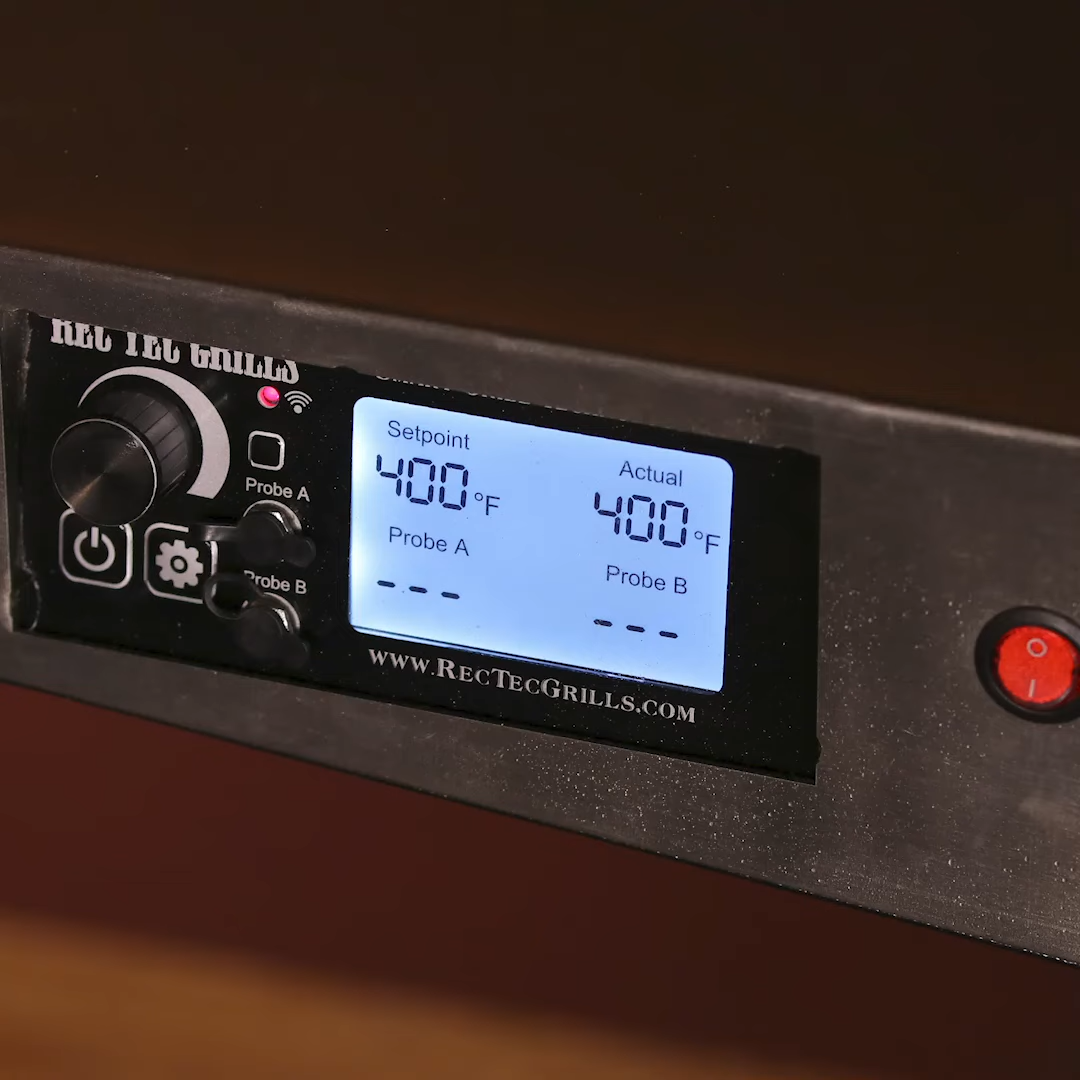 REC TEC GRILLS
Probe A
Probe B
Setpoint
400 °F
Actual
400 °F
Probe A
---
Probe B
---
www.RecTecGrills.com
O
I